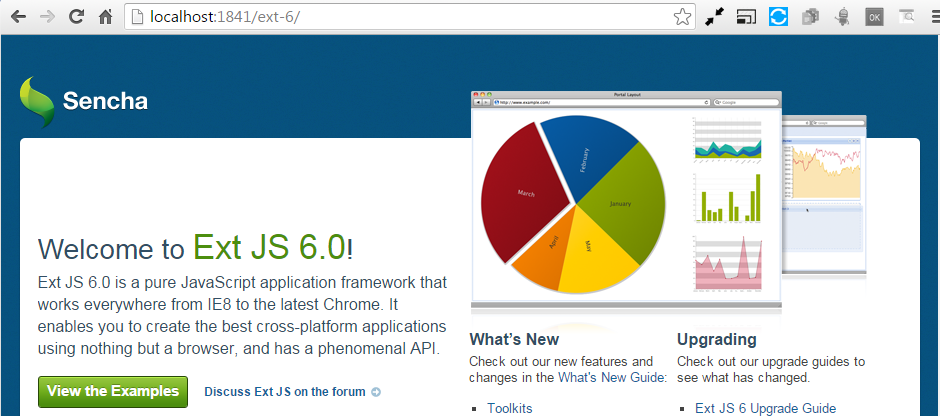 localhost:1841/ext-6/
OK
Sencha
Portal Layout
http://www.example.com/
Google
February
March
January
April
May
Welcome to Ext JS 6.0!
Ext JS 6.0 is a pure JavaScript application framework that
works everywhere from IE8 to the latest Chrome. It
enables you to create the best cross-platform applications
using nothing but a browser, and has a phenomenal API.
View the Examples
Discuss Ext JS on the forum
What's New
Check out our new features and
changes in the What's New Guide:
Toolkits
Upgrading
Check out our upgrade guides to
see what has changed.
Ext JS 6 Upgrade Guide